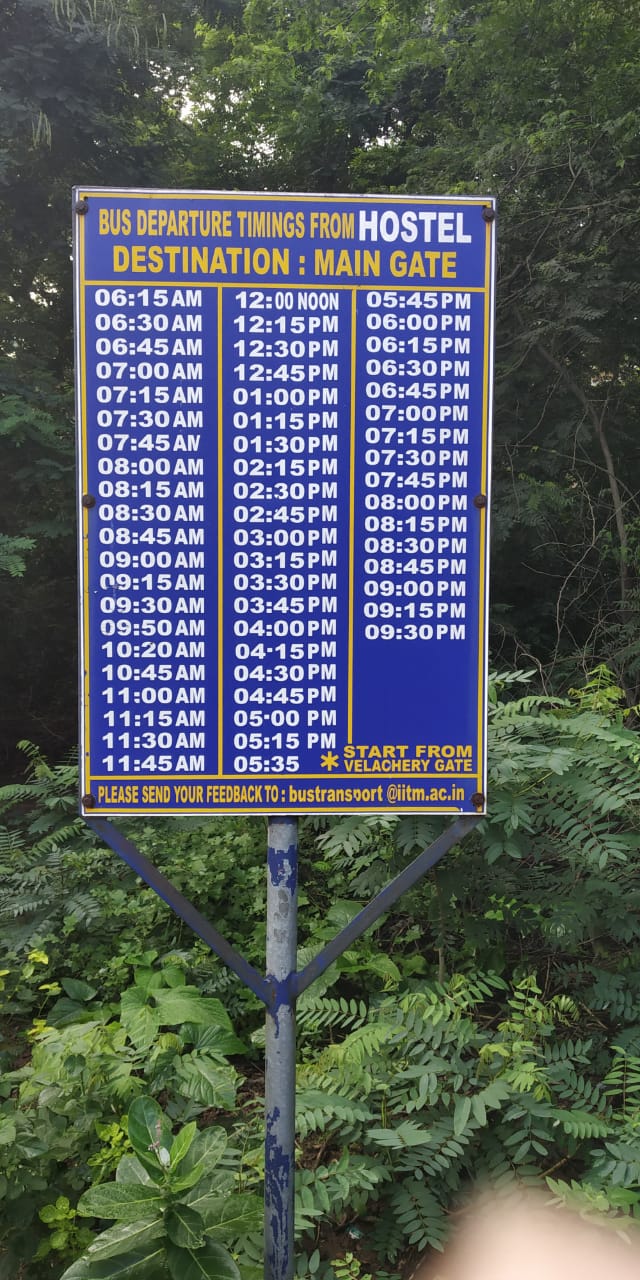 BUS DEPARTURE TIMINGS FROM HOSTEL
DESTINATION : MAIN GATE
06:15 AM
06:30 AM
06:45 AM
07:00 AM
07:15 AM
07:30 AM
07:45 AM
08:00 AM
08:15 AM
08:30 AM
08:45 AM
09:00 AM
09:15 AM
09:30 AM
09:50 AM
10:20 AM
10:45 AM
11:00 AM
11:15 AM
11:30 AM
11:45 AM
12:00 NOON
12:15 PM
12:30 PM
12:45 PM
01:00 PM
01:15 PM
01:30 PM
02:15 PM
02:30 PM
02:45 PM
03:00 PM
03:15 PM
03:30 PM
03:45 PM
04:00 PM
04:15 PM
04:30 PM
04:45 PM
05:00 PM
05:15 PM
05:35
05:45 PM
06:00 PM
06:15 PM
06:30 PM
06:45 PM
07:00 PM
07:15 PM
07:30 PM
07:45 PM
08:00 PM
08:15 PM
08:30 PM
08:45 PM
09:00 PM
09:15 PM
09:30 PM
* START FROM
VELACHERY GATE
PLEASE SEND YOUR FEEDBACK TO : bustransport @iitm.ac.in